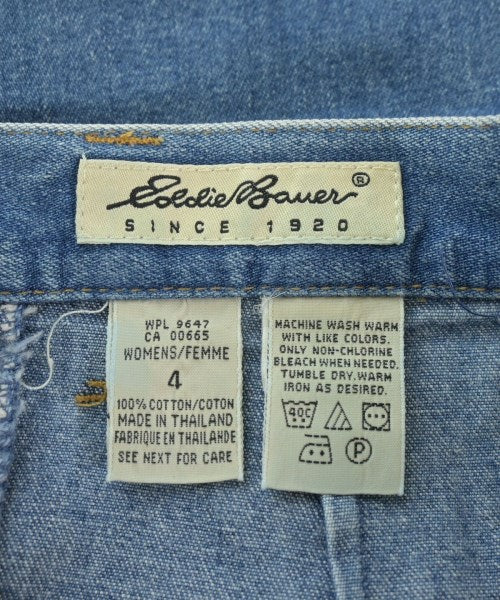 Eddie Bauer®
SINCE 1920
WPL 9647
CA 00665
WOMENS/FEMME
4
100% COTTON/COTON
MADE IN THAILAND
FABRIQUE EN THAILANDE
SEE NEXT FOR CARE
MACHINE WASH WARM
WITH LIKE COLORS.
ONLY NON-CHLORINE
BLEACH WHEN NEEDED.
TUMBLE DRY.WARM
IRON AS DESIRED.
40C
P